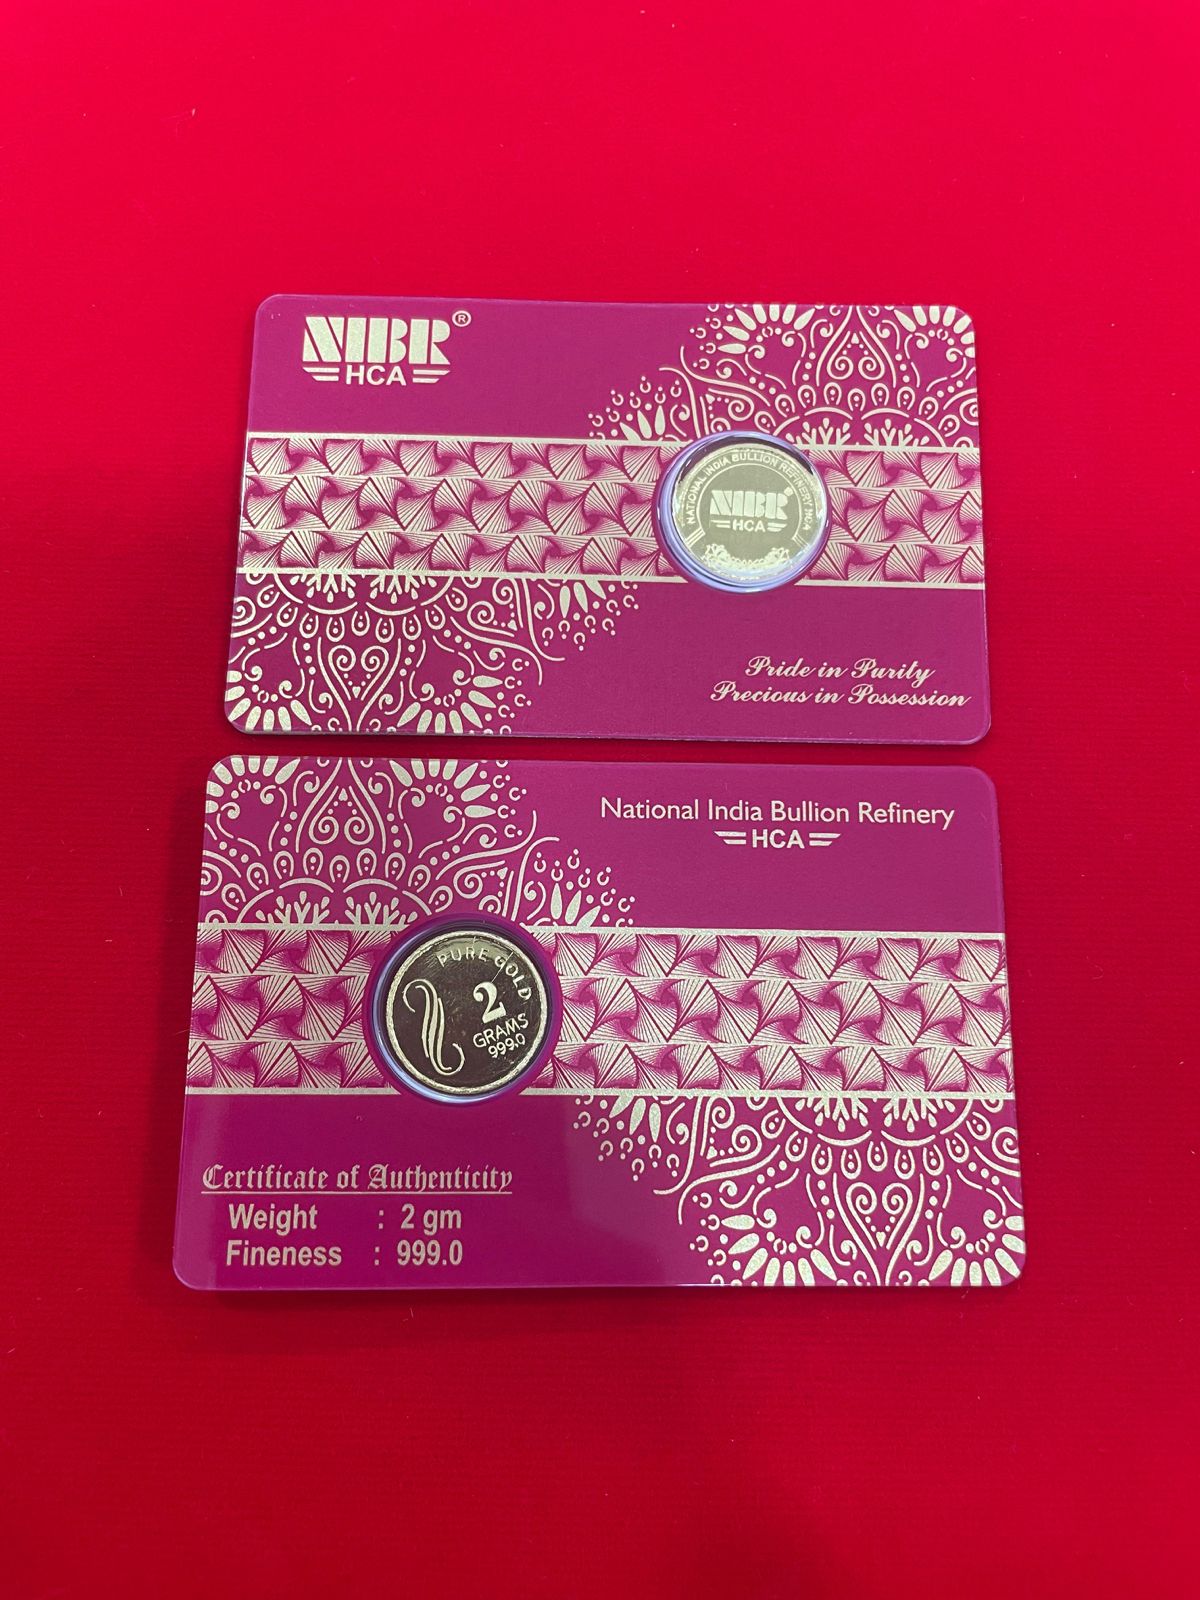 NIBR®
HCA
NATIONAL INDIA BULLION REFINERY HCA
NIBR®
HCA
Pride in Purity
Precious in Possession
National India Bullion Refinery
HCA
PURE GOLD
2
GRAMS
999.0
Certificate of Authenticity
Weight : 2 gm
Fineness : 999.0